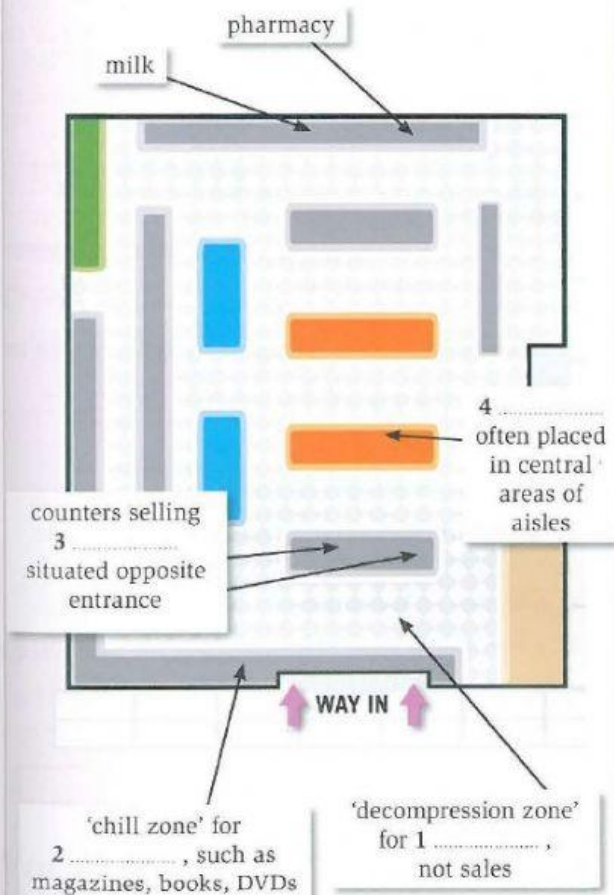 pharmacy
milk
4 ..................
often placed
in central
areas of
aisles
counters selling
3 ..................
situated opposite
entrance
WAY IN
'chill zone' for
2 .................. , such as
magazines, books, DVDs
'decompression zone'
for 1 .................. ,
not sales